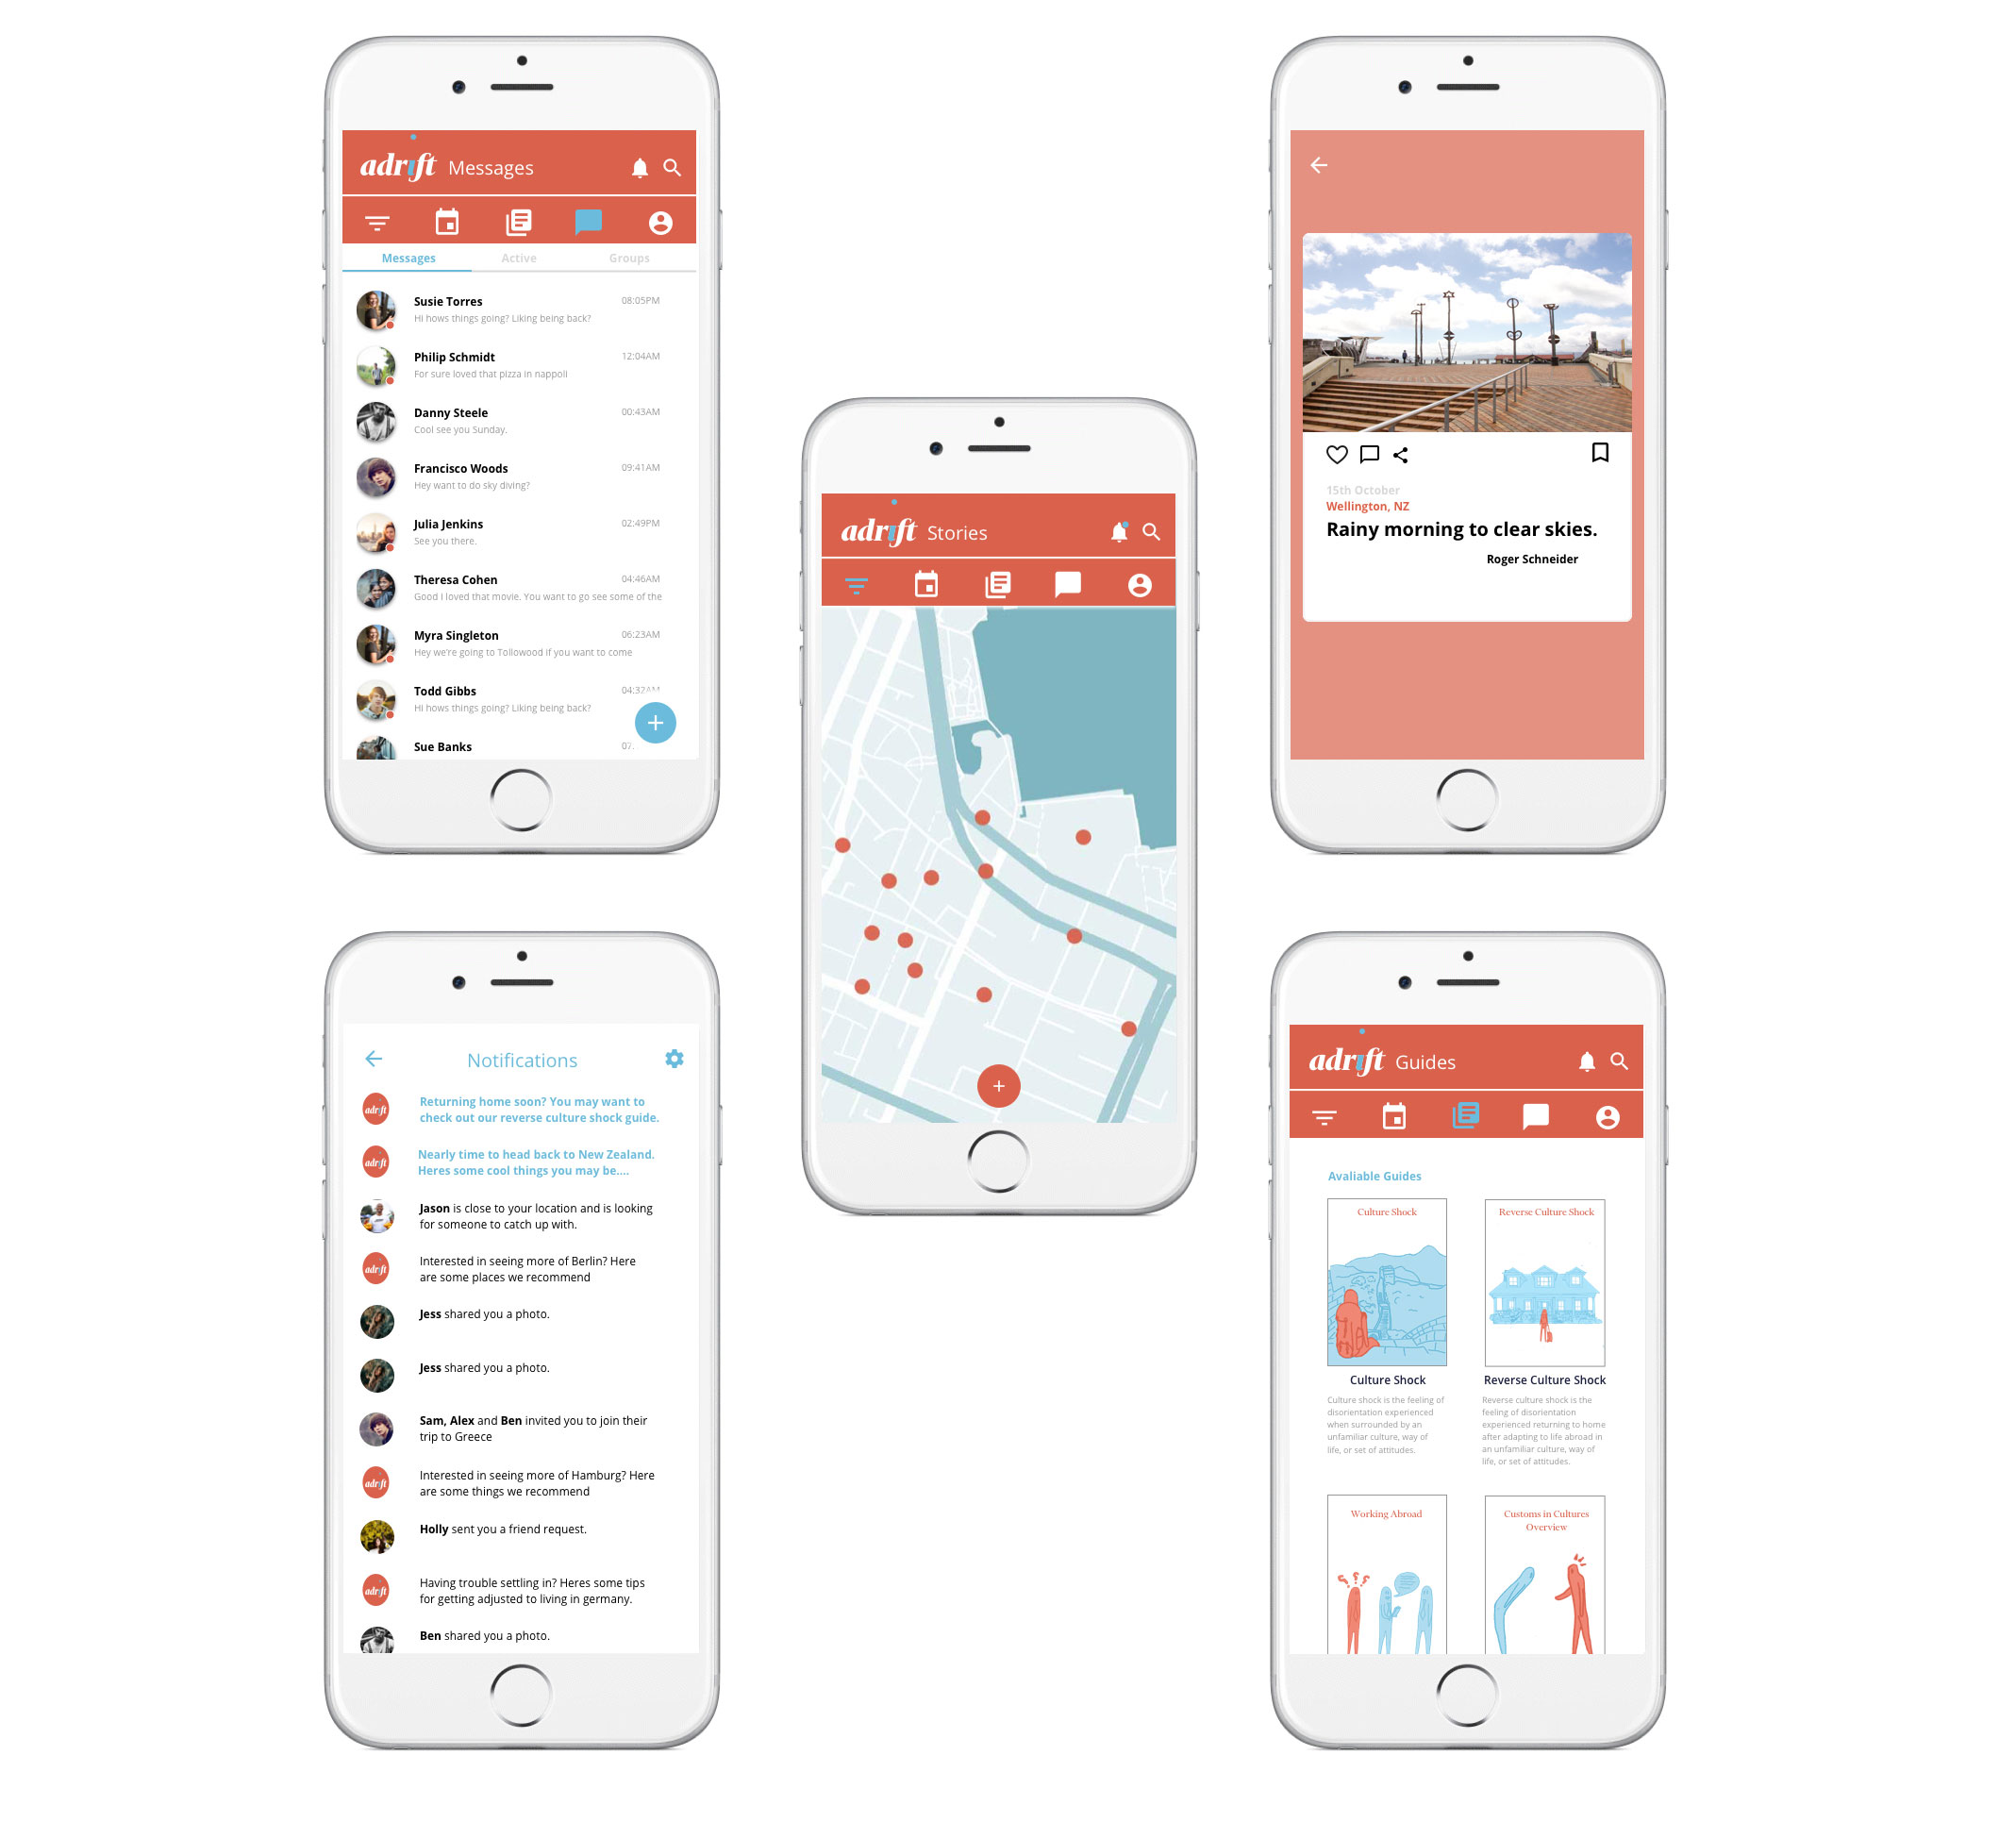 adrift Messages
Messages Active Groups
Susie Torres 08:05PM
Hi hows things going? Liking being back?
Philip Schmidt 12:04AM
For sure loved that pizza in nappoli
Danny Steele 00:43AM
Cool see you Sunday.
Francisco Woods 09:41AM
Hey want to do sky diving?
Julia Jenkins 02:49PM
See you there.
Theresa Cohen 04:46AM
Good I loved that movie. You want to go see some of the
Myra Singleton 06:23AM
Hey we're going to Tollowood if you want to come
Todd Gibbs 04:32AM
Hi hows things going? Liking being back?
Sue Banks 07.
adrift Stories
15th October
Wellington, NZ
Rainy morning to clear skies.
Roger Schneider
Notifications
adrift
Returning home soon? You may want to
check out our reverse culture shock guide.
adrift
Nearly time to head back to New Zealand.
Heres some cool things you may be....
Jason is close to your location and is looking
for someone to catch up with.
adrift
Interested in seeing more of Berlin? Here
are some places we recommend
Jess shared you a photo.
Jess shared you a photo.
Sam, Alex and Ben invited you to join their
trip to Greece
adrift
Interested in seeing more of Hamburg? Here
are some things we recommend
Holly sent you a friend request.
adrift
Having trouble settling in? Heres some tips
for getting adjusted to living in germany.
Ben shared you a photo.
adrift Guides
Avaliable Guides
Culture Shock
Culture Shock
Culture shock is the feeling of
disorientation experienced
when surrounded by an
unfamiliar culture, way of
life, or set of attitudes.
Reverse Culture Shock
Reverse Culture Shock
Reverse culture shock is the
feeling of disorientation
experienced returning to home
after adapting to life abroad in
an unfamiliar culture, way of
life, or set of attitudes.
Working Abroad
Customs in Cultures
Overview